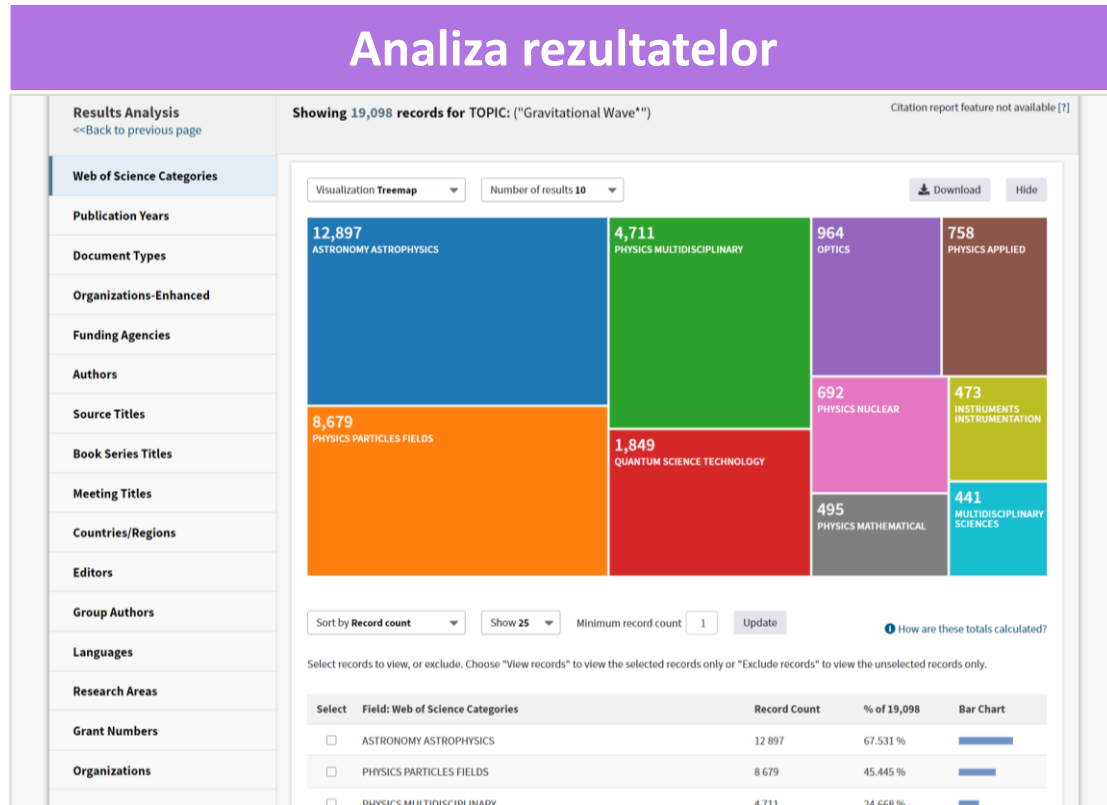 Analiza rezultatelor
Results Analysis
<<Back to previous page
Showing 19,098 records for TOPIC: ("Gravitational Wave*")
Citation report feature not available [?]
Web of Science Categories
Publication Years
Document Types
Organizations-Enhanced
Funding Agencies
Authors
Source Titles
Book Series Titles
Meeting Titles
Countries/Regions
Editors
Group Authors
Languages
Research Areas
Grant Numbers
Organizations
Visualization Treemap
Number of results 10
Download
Hide
12,897
ASTRONOMY ASTROPHYSICS
8,679
PHYSICS PARTICLES FIELDS
4,711
PHYSICS MULTIDISCIPLINARY
1,849
QUANTUM SCIENCE TECHNOLOGY
964
OPTICS
758
PHYSICS APPLIED
692
PHYSICS NUCLEAR
473
INSTRUMENTS
INSTRUMENTATION
495
PHYSICS MATHEMATICAL
441
MULTIDISCIPLINARY
SCIENCES
Sort by Record count
Show 25
Minimum record count 1
Update
How are these totals calculated?
Select records to view, or exclude. Choose "View records" to view the selected records only or "Exclude records" to view the unselected records only.
Select Field: Web of Science Categories Record Count % of 19,098 Bar Chart
ASTRONOMY ASTROPHYSICS 12 897 67.531 %
PHYSICS PARTICLES FIELDS 8 679 45.445 %
PHYSICS MULTIDISCIPLINARY 4 711 24.668 %